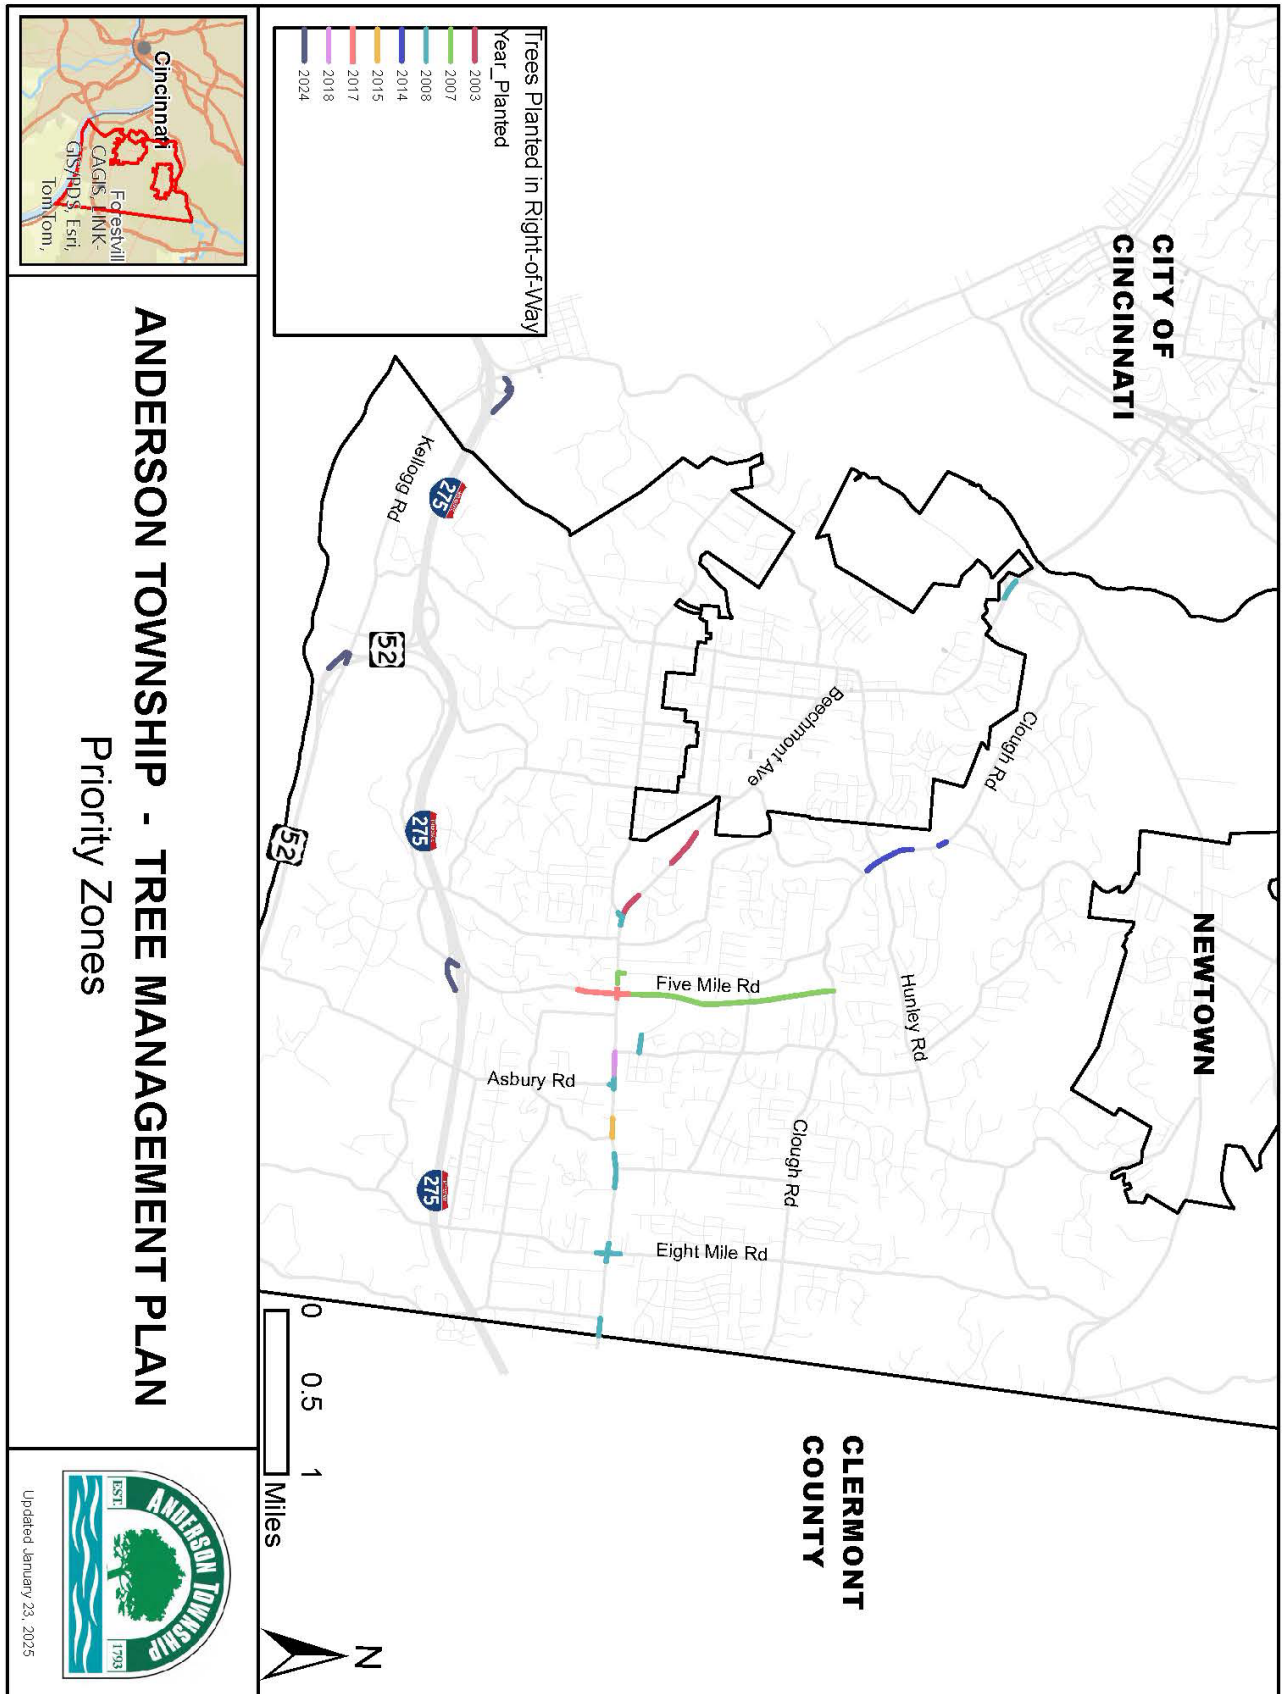 CITY OF
CINCINNATI
NEWTOWN
CLERMONT
COUNTY
Clough Rd
Beechmont Ave
Hunley Rd
Five Mile Rd
Clough Rd
Eight Mile Rd
Asbury Rd
Kellogg Rd
275
52
275
52
275
275
Trees Planted in Right-of-Way
Year_Planted
2003
2007
2008
2014
2015
2017
2018
2024
0 0.5 1
Miles
N
Cincinnati
Forestvill
CAGIS, LINK-
GIS/PDS, Esri,
TomTom,
ANDERSON TOWNSHIP - TREE MANAGEMENT PLAN
Priority Zones
ANDERSON TOWNSHIP
EST. 1793
Updated January 23, 2025